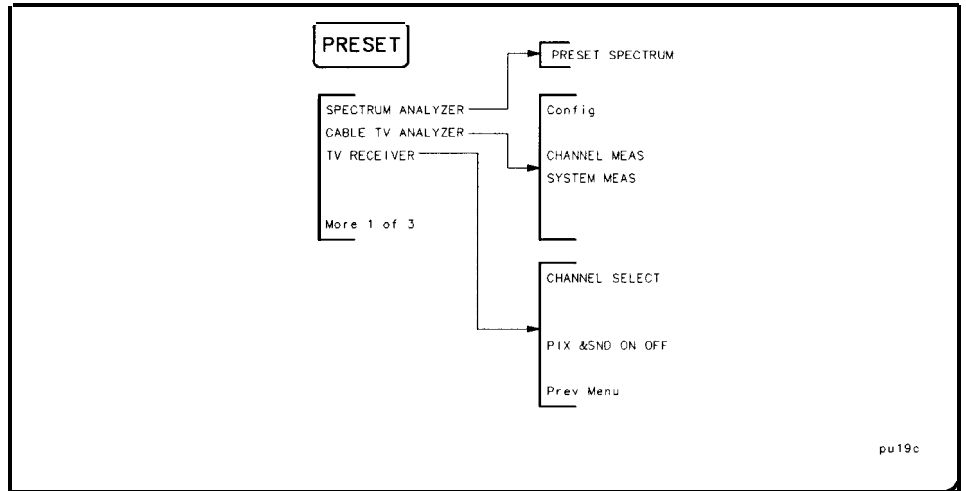 PRESET
SPECTRUM ANALYZER
CABLE TV ANALYZER
TV RECEIVER
More 1 of 3
PRESET SPECTRUM
Config
CHANNEL MEAS
SYSTEM MEAS
CHANNEL SELECT
PIX &SND ON OFF
Prev Menu
pu19c